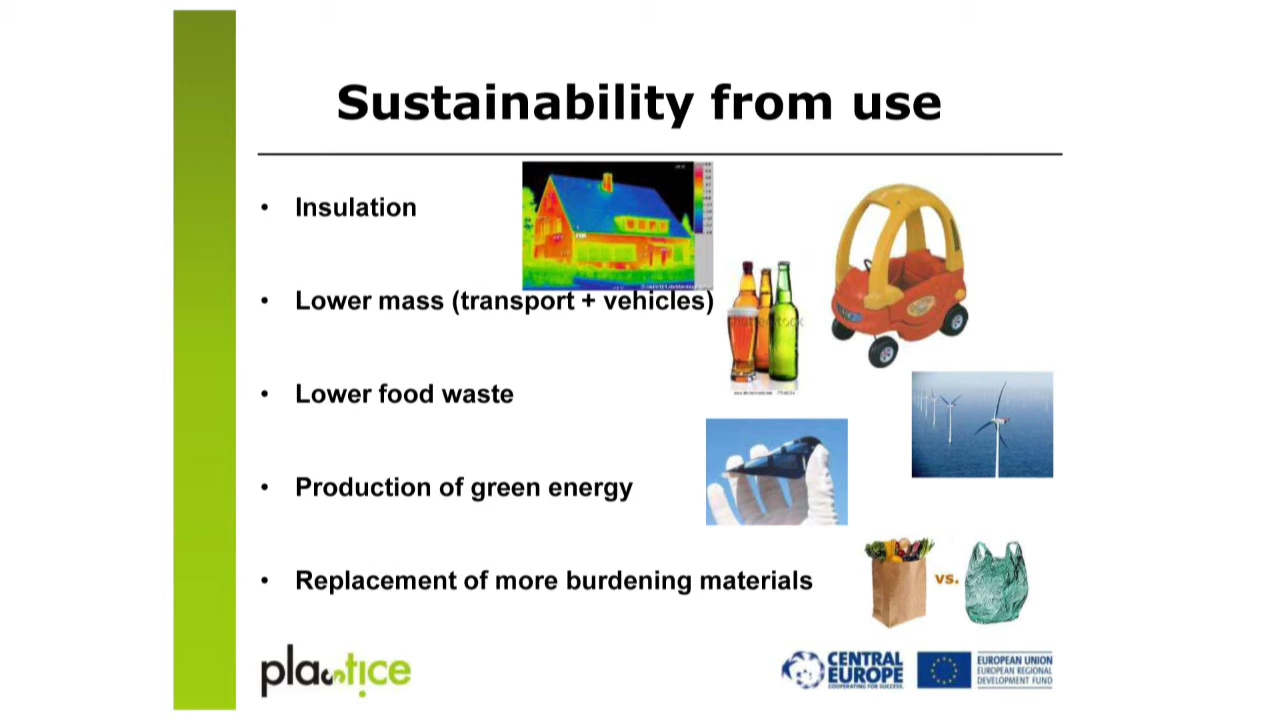 Sustainability from use
• Insulation
• Lower mass (transport + vehicles)
shutterstock
• Lower food waste
• Production of green energy
• Replacement of more burdening materials
vs.
plastice
CENTRAL
EUROPE
COOPERATING FOR SUCCESS.
EUROPEAN UNION
EUROPEAN REGIONAL
DEVELOPMENT FUND